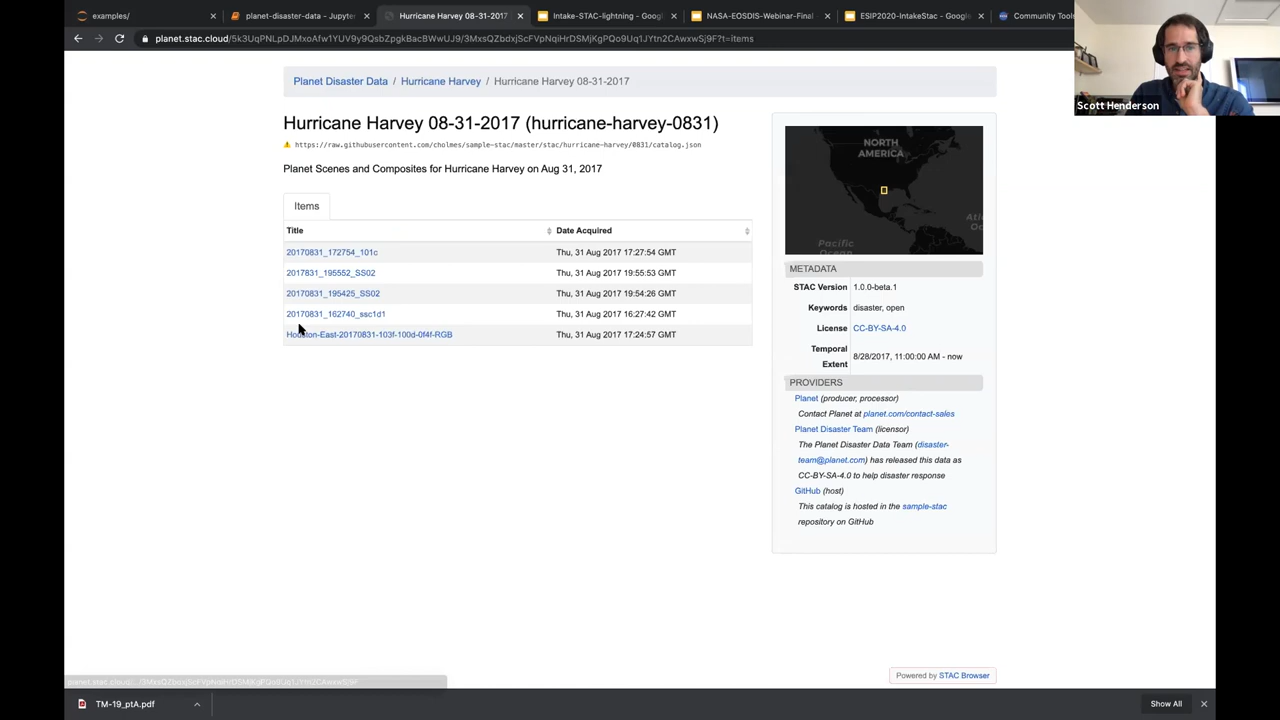 examples/
planet-disaster-data - Jupyter
Hurricane Harvey 08-31-2017
Intake-STAC-lightning - Googl
NASA-EOSDIS-Webinar-Final
ESIP2020-IntakeStac - Google
Community Tool
planet.stac.cloud/5k3UqPNLpDJMxoAfw1YUV9y9QsbZpgkBacBWwUJ9/3MxsQZbdxjScFVpNqiHrDSMjKgPQo9Uq1JYtn2CAwxwSj9F?t=items
Scott Henderson
Planet Disaster Data / Hurricane Harvey / Hurricane Harvey 08-31-2017
Hurricane Harvey 08-31-2017 (hurricane-harvey-0831)
https://raw.githubusercontent.com/cholmes/sample-stac/master/stac/hurricane-harvey/0831/catalog.json
Planet Scenes and Composites for Hurricane Harvey on Aug 31, 2017
Items
Title Date Acquired
20170831_172754_101c Thu, 31 Aug 2017 17:27:54 GMT
2017831_195552_SS02 Thu, 31 Aug 2017 19:55:53 GMT
20170831_195425_SS02 Thu, 31 Aug 2017 19:54:26 GMT
20170831_162740_ssc1d1 Thu, 31 Aug 2017 16:27:42 GMT
Houston-East-20170831-103f-100d-0f4f-RGB Thu, 31 Aug 2017 17:24:57 GMT
NORTH
AMERICA
Pacific
Ocean
METADATA
STAC Version 1.0.0-beta.1
Keywords disaster, open
License CC-BY-SA-4.0
Temporal
Extent 8/28/2017, 11:00:00 AM - now
PROVIDERS
Planet (producer, processor)
Contact Planet at planet.com/contact-sales
Planet Disaster Team (licensor)
The Planet Disaster Data Team (disaster-
team@planet.com) has released this data as
CC-BY-SA-4.0 to help disaster response
GitHub (host)
This catalog is hosted in the sample-stac
repository on GitHub
Powered by STAC Browser
TM-19_ptA.pdf
Show All